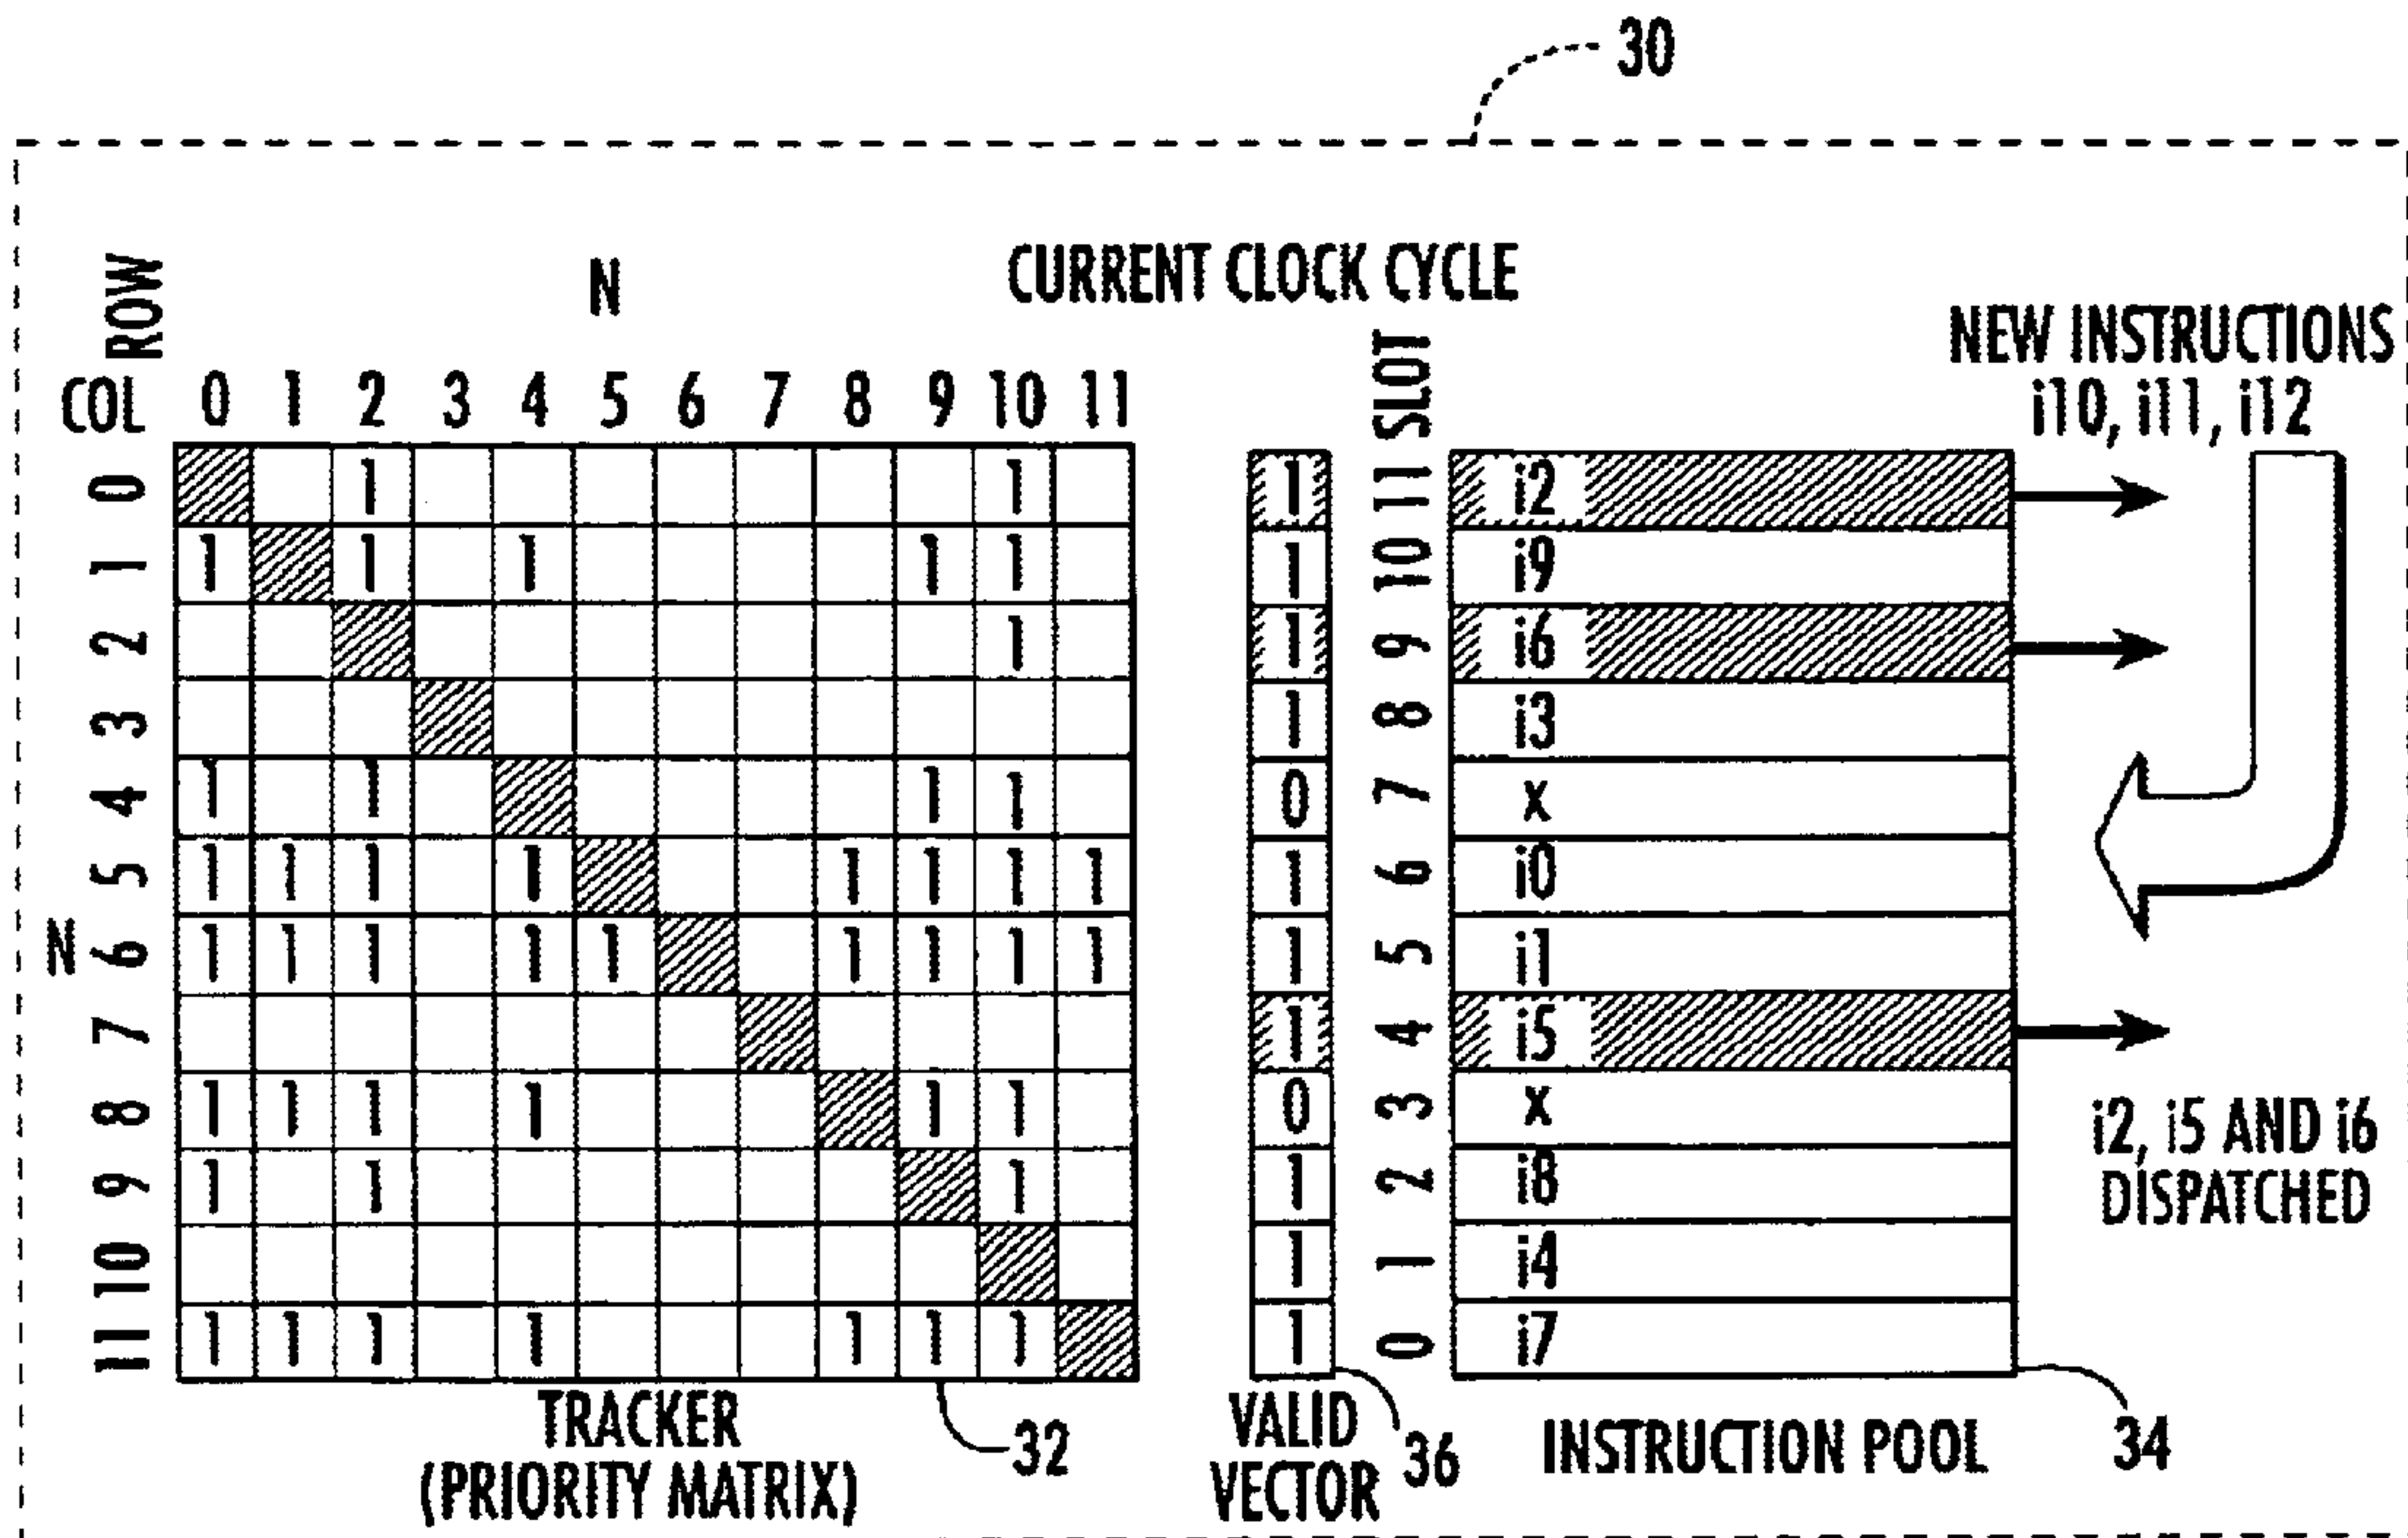 30
CURRENT CLOCK CYCLE
ROW
N
SLOT
NEW INSTRUCTIONS
i10, i11, i12
COL 0 1 2 3 4 5 6 7 8 9 10 11
0 1 1 1 11 i2
1 1 1 1 1 1 1 10 i9
2 1 1 9 i6
3 1 8 i3
4 1 1 1 1 0 7 x
5 1 1 1 1 1 1 1 1 1 6 i0
N
6 1 1 1 1 1 1 1 1 1 1 5 i1
7 1 4 i5
8 1 1 1 1 1 1 0 3 x
9 1 1 1 1 2 i8
10 1 1 i4
11 1 1 1 1 1 1 1 1 0 i7
i2, i5 AND i6
DISPATCHED
TRACKER
(PRIORITY MATRIX)
32
VALID
VECTOR
36
INSTRUCTION POOL
34